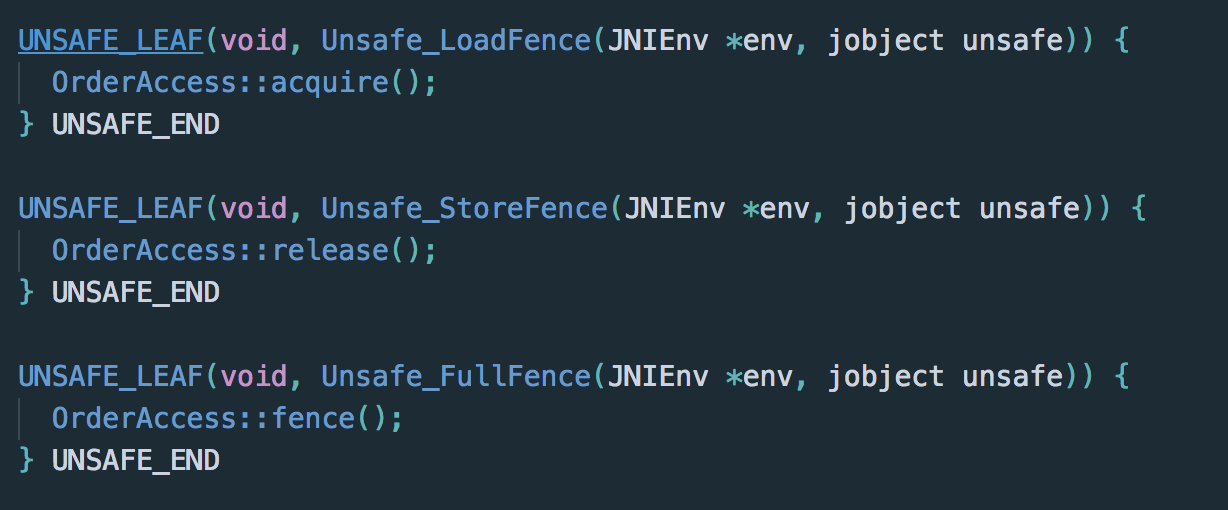 UNSAFE_LEAF(void, Unsafe_LoadFence(JNIEnv *env, jobject unsafe)) {
  OrderAccess::acquire();
} UNSAFE_END

UNSAFE_LEAF(void, Unsafe_StoreFence(JNIEnv *env, jobject unsafe)) {
  OrderAccess::release();
} UNSAFE_END

UNSAFE_LEAF(void, Unsafe_FullFence(JNIEnv *env, jobject unsafe)) {
  OrderAccess::fence();
} UNSAFE_END